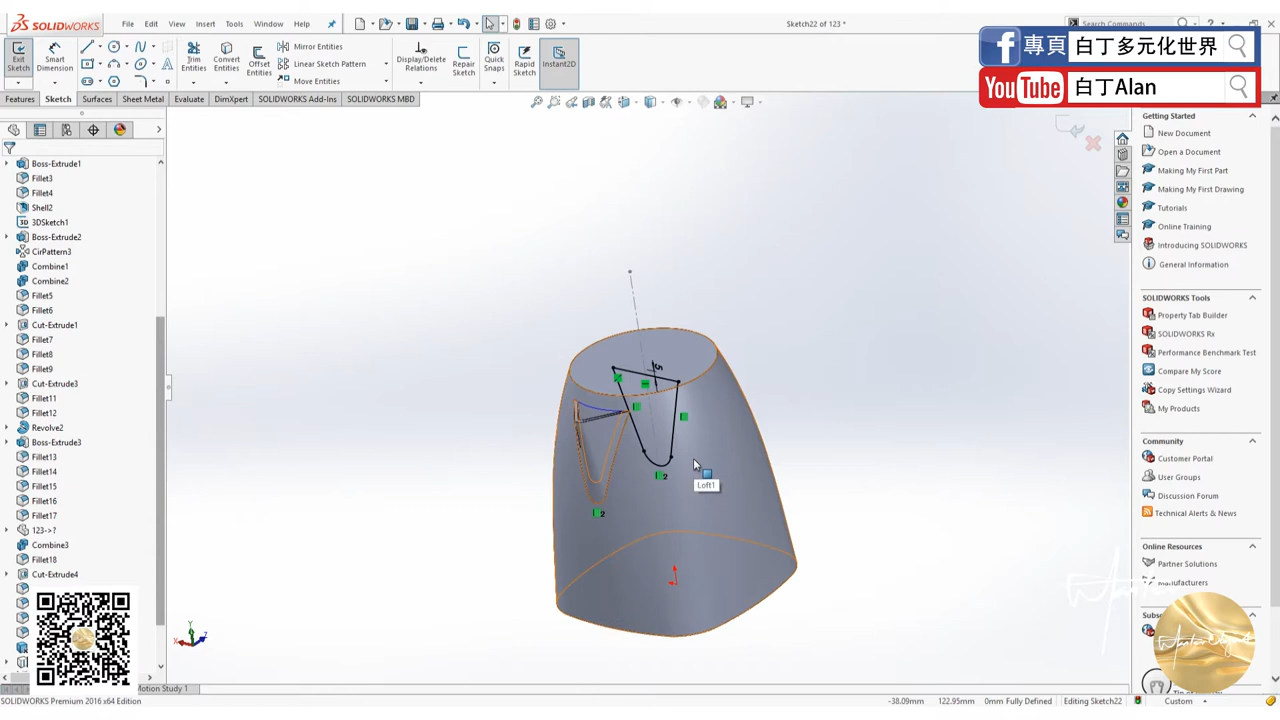 SOLIDWORKS
File
Edit
View
Insert
Tools
Window
Help
Sketch22 of 123 *
Search Commands
Exit Sketch
Smart Dimension
Trim Entities
Convert Entities
Offset Entities
Mirror Entities
Linear Sketch Pattern
Move Entities
Display/Delete Relations
Repair Sketch
Quick Snaps
Rapid Sketch
Instant2D
專頁 白丁多元化世界
YouTube 白丁Alan
Features
Sketch
Surfaces
Sheet Metal
Evaluate
DimXpert
SOLIDWORKS Add-Ins
SOLIDWORKS MBD
Boss-Extrude1
Fillet3
Fillet4
Shell2
3D 3DSketch1
Boss-Extrude2
CirPattern3
Combine1
Combine2
Fillet5
Fillet6
Cut-Extrude1
Fillet7
Fillet8
Fillet9
Cut-Extrude3
Fillet11
Fillet12
Revolve2
Boss-Extrude3
Fillet13
Fillet14
Fillet15
Fillet16
Fillet17
123->?
Combine3
Fillet18
Cut-Extrude4
5
2
2
Loft1
Y
X
Z
Getting Started
New Document
Open a Document
Making My First Part
Making My First Drawing
Tutorials
Online Training
Introducing SOLIDWORKS
General Information
SOLIDWORKS Tools
Property Tab Builder
SOLIDWORKS Rx
Performance Benchmark Test
Compare My Score
Copy Settings Wizard
My Products
Community
Customer Portal
User Groups
Discussion Forum
Technical Alerts & News
Online Resources
Partner Solutions
Manufacturers
Motion Study 1
SOLIDWORKS Premium 2016 x64 Edition
-38.09mm
122.95mm
0mm Fully Defined
Editing Sketch22
Custom